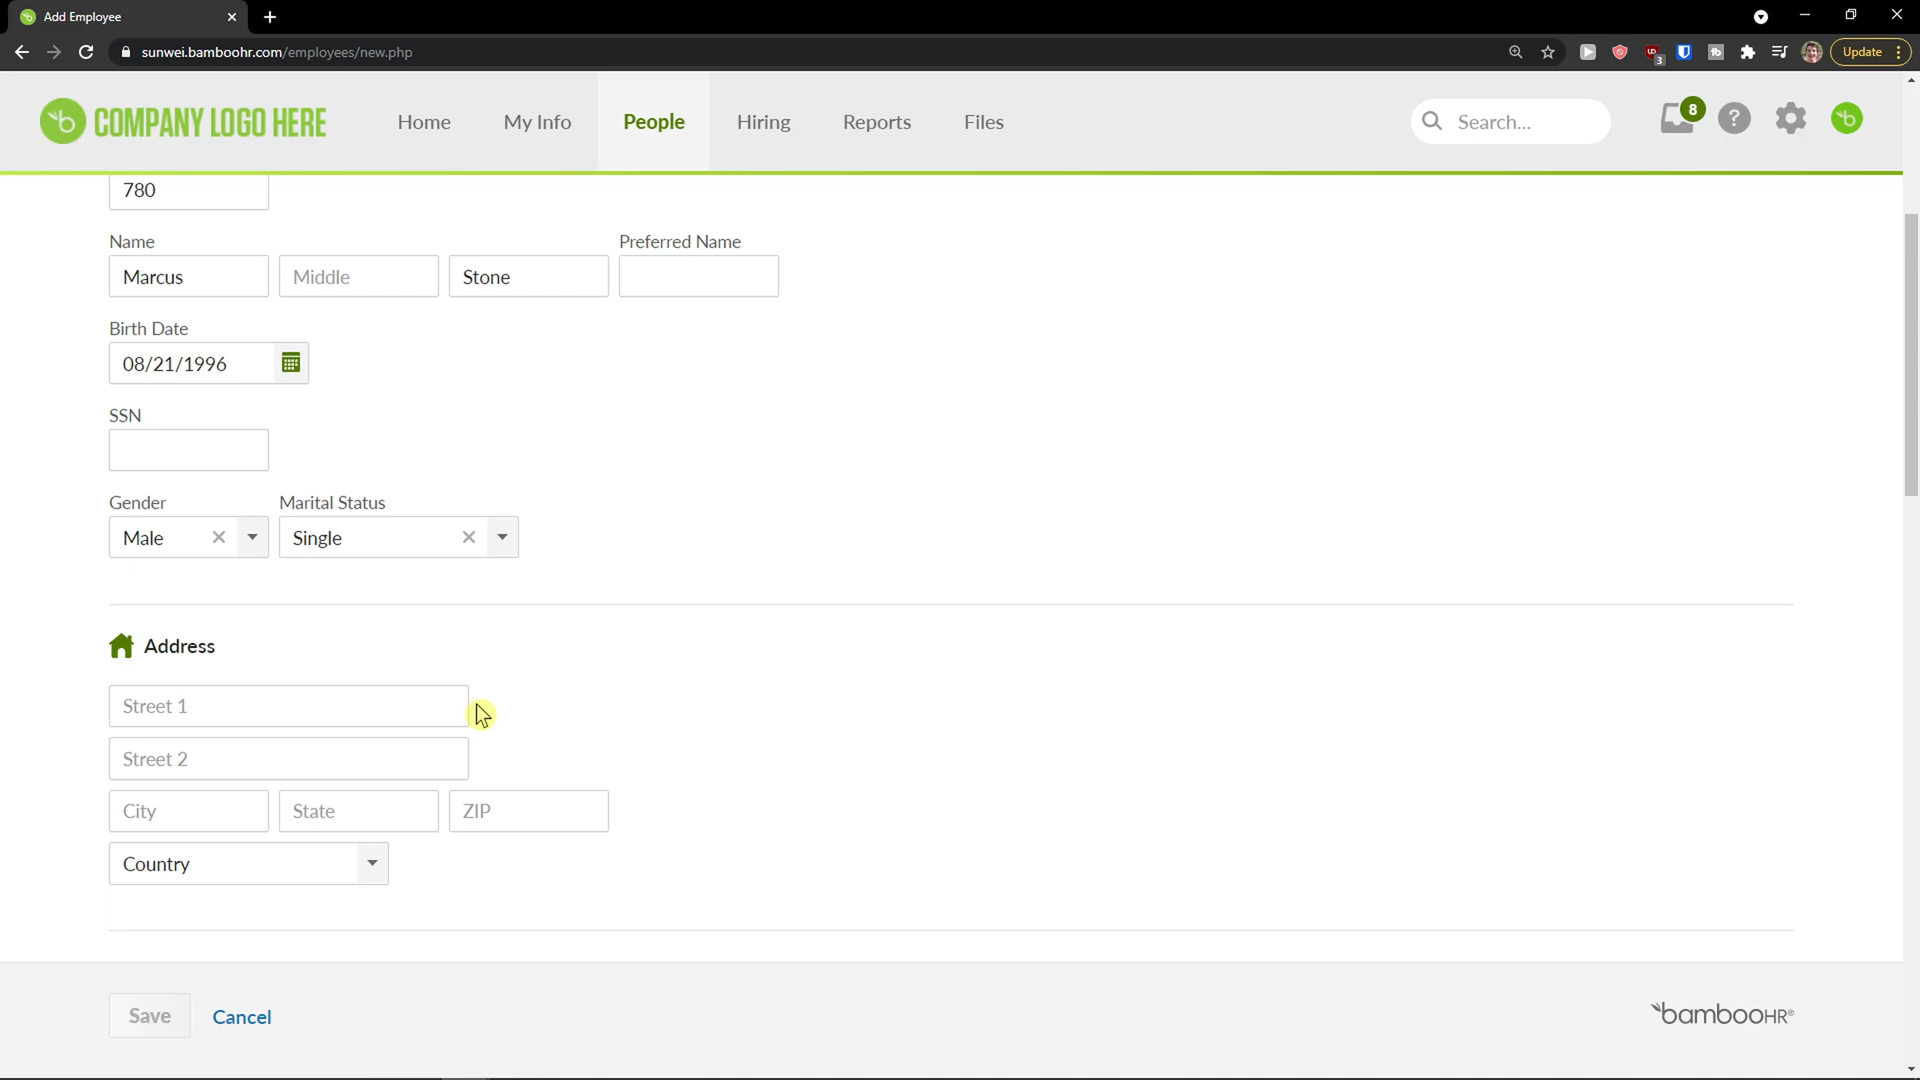 Add Employee
sunwei.bamboohr.com/employees/new.php
3
Update
COMPANY LOGO HERE
Home
My Info
People
Hiring
Reports
Files
Search...
8
780
Name
Preferred Name
Marcus
Middle
Stone
Birth Date
08/21/1996
SSN
Gender
Marital Status
Male
Single
Address
Street 1
Street 2
City
State
ZIP
Country
Save
Cancel
bambooHR®